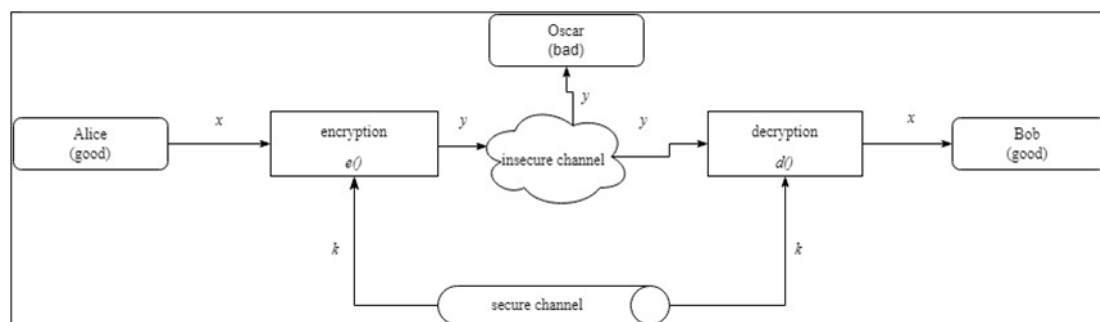 Oscar
(bad)
y
Alice
(good)
x
encryption
e()
y
insecure channel
y
decryption
d()
x
Bob
(good)
k
k
secure channel